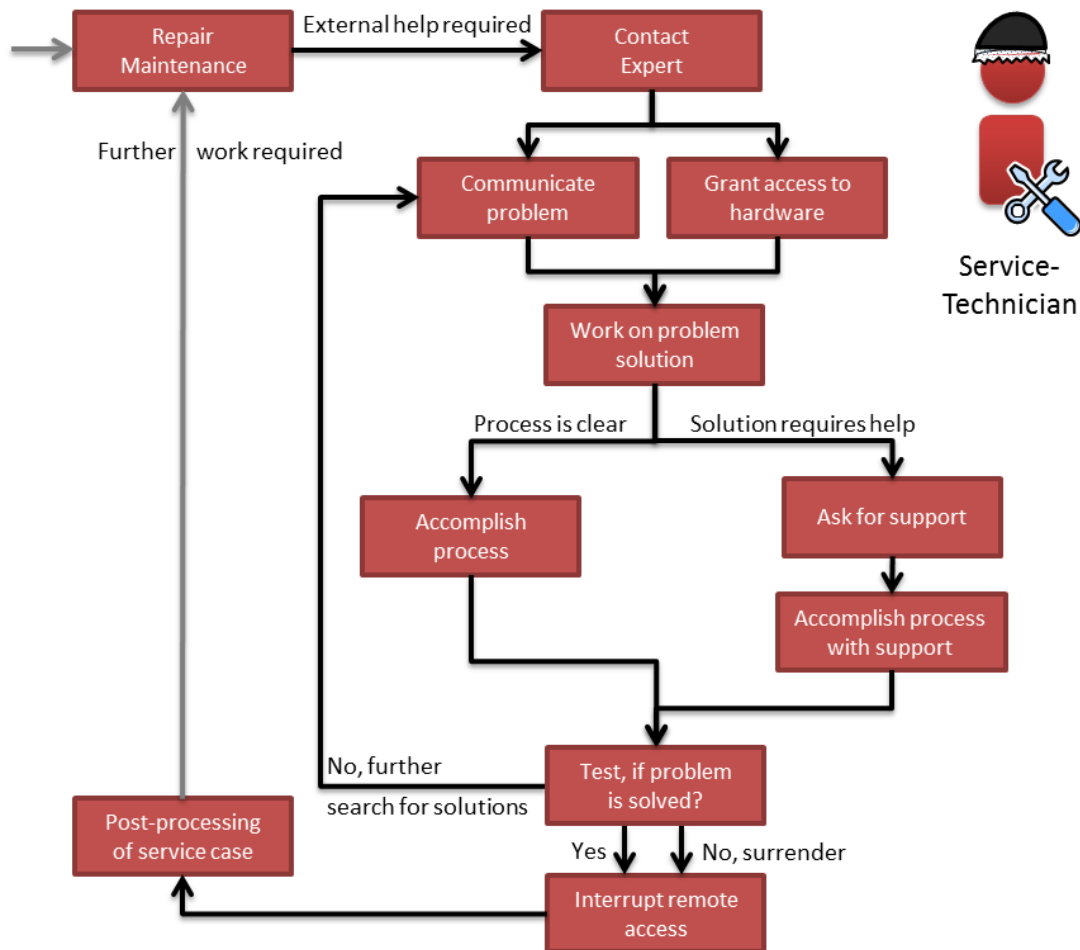 Repair
Maintenance
External help required
Contact
Expert
Further work required
Communicate
problem
Grant access to
hardware
Service-
Technician
Work on problem
solution
Process is clear
Solution requires help
Accomplish
process
Ask for support
Accomplish process
with support
No, further
search for solutions
Test, if problem
is solved?
Post-processing
of service case
Yes
No, surrender
Interrupt remote
access